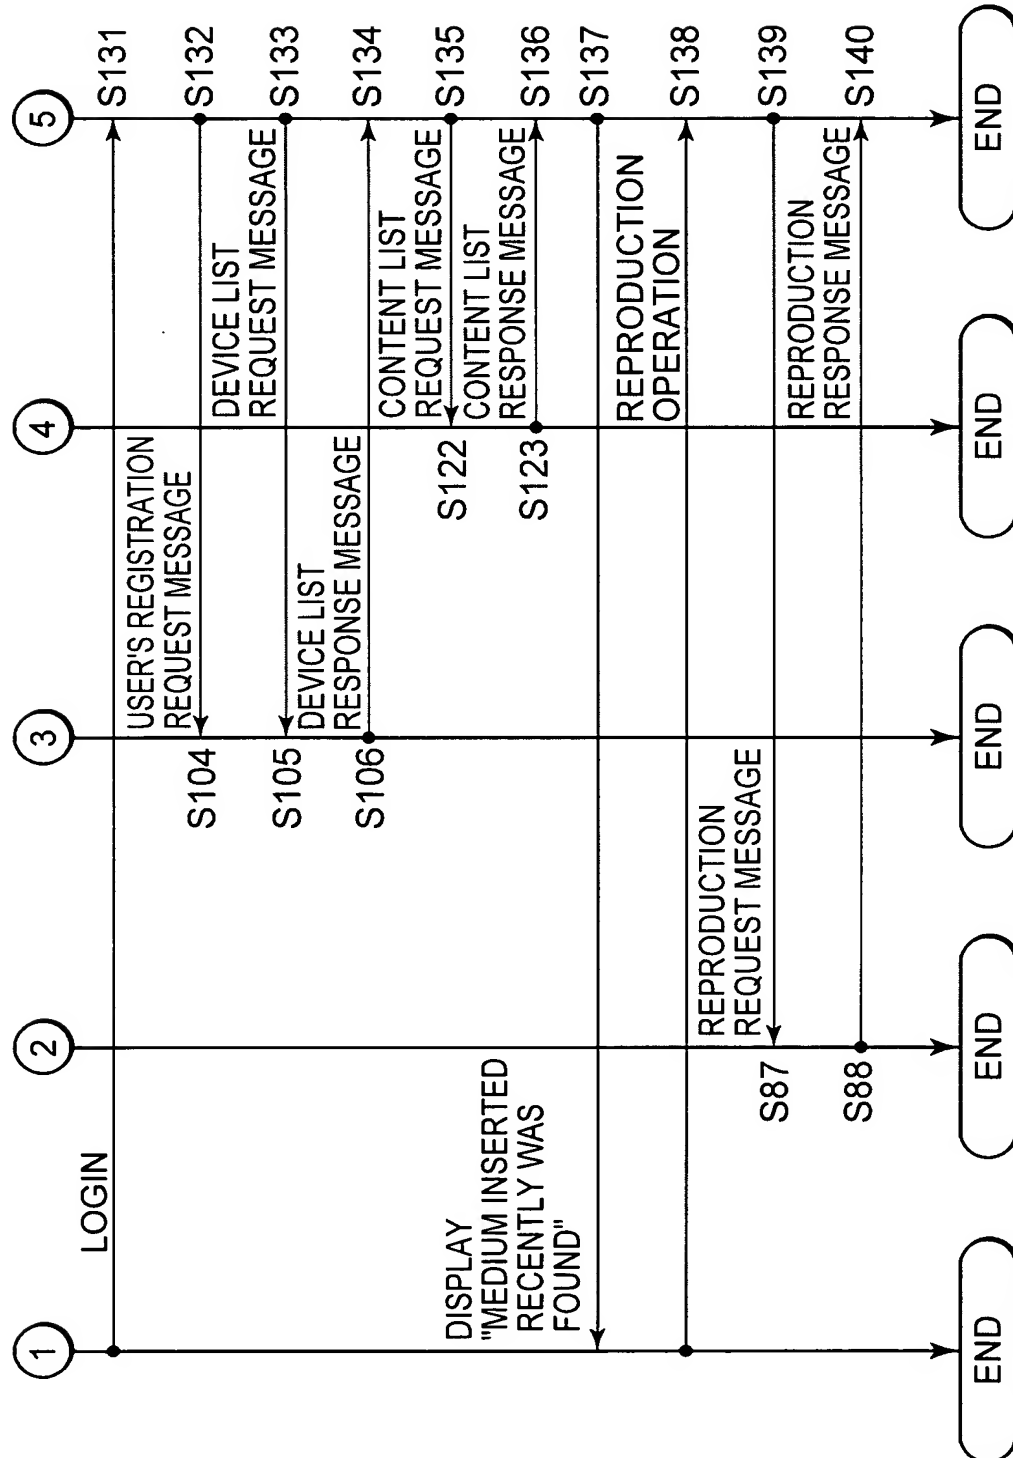 1
2
3
4
5
LOGIN
S131
USER'S REGISTRATION
REQUEST MESSAGE
S104
S132
DEVICE LIST
REQUEST MESSAGE
S105
S133
DEVICE LIST
RESPONSE MESSAGE
S106
S134
CONTENT LIST
REQUEST MESSAGE
S122
S135
CONTENT LIST
RESPONSE MESSAGE
S123
S136
DISPLAY
"MEDIUM INSERTED
RECENTLY WAS
FOUND"
S137
REPRODUCTION
OPERATION
S138
REPRODUCTION
REQUEST MESSAGE
S87
S139
REPRODUCTION
RESPONSE MESSAGE
S88
S140
END
END
END
END
END